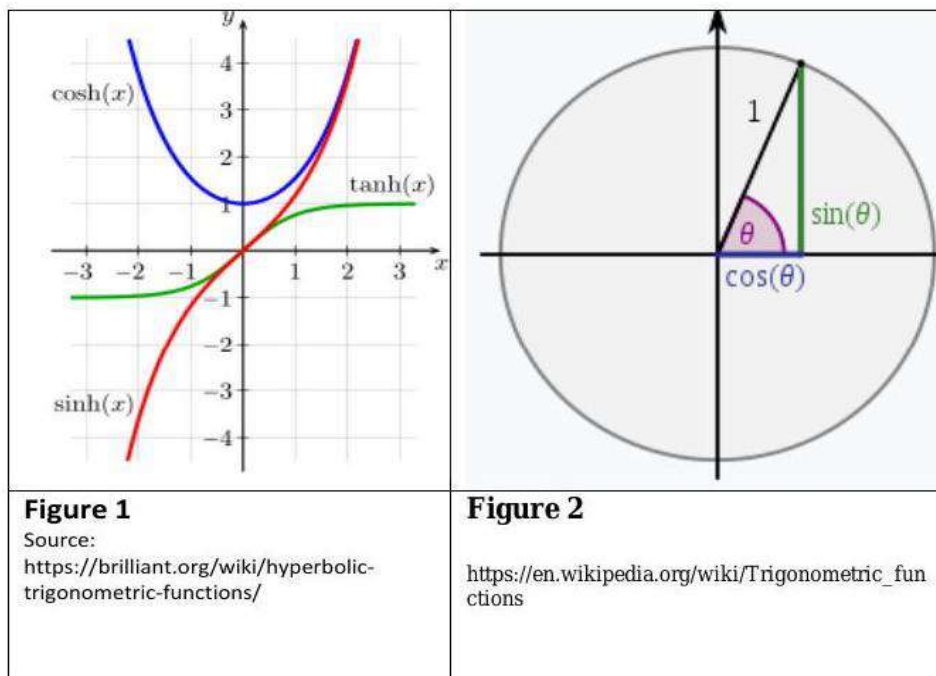 y
4
cosh(x)
3
2
tanh(x)
1
−3 −2 −1 1 2 3 x
−1
−2
−3
sinh(x)
−4
1
sin(θ)
θ
cos(θ)
Figure 1
Source:
https://brilliant.org/wiki/hyperbolic-
trigonometric-functions/
Figure 2
https://en.wikipedia.org/wiki/Trigonometric_fun
ctions